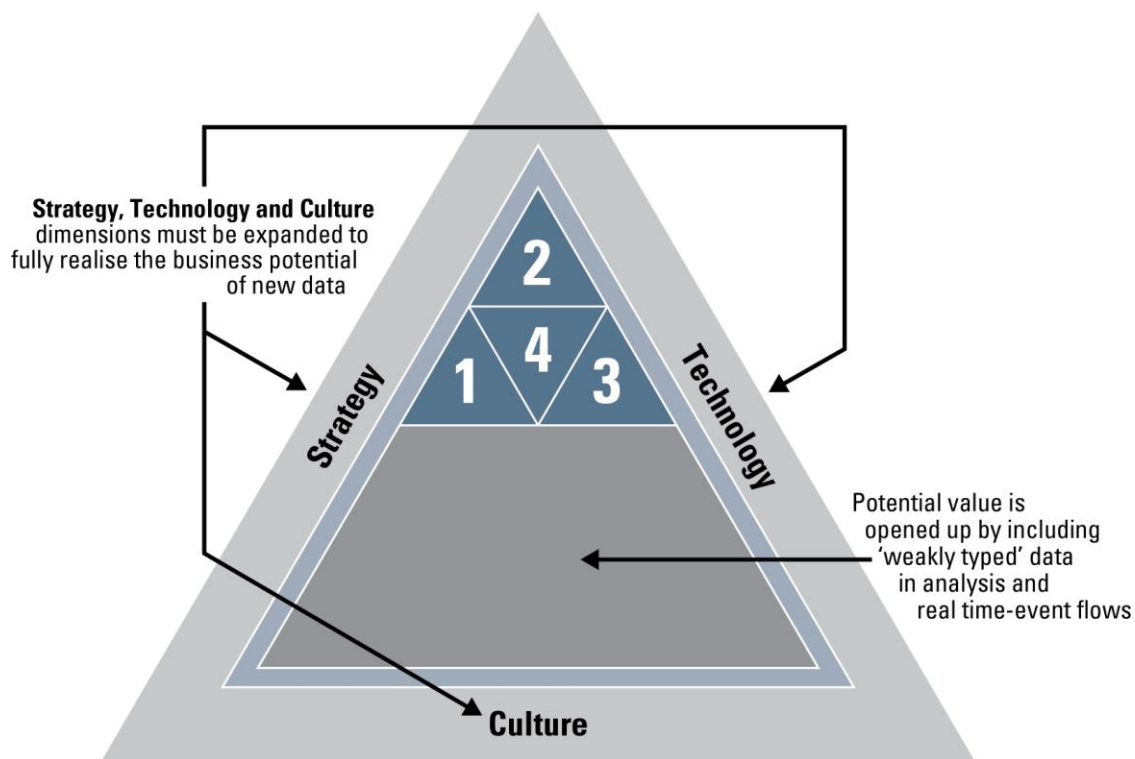 Strategy, Technology and Culture
dimensions must be expanded to
fully realise the business potential
of new data
2
4
1
3
Strategy
Technology
Potential value is
opened up by including
‘weakly typed’ data
in analysis and
real time-event flows
Culture